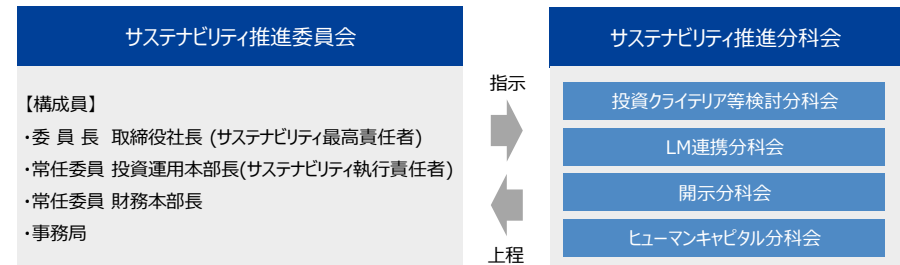 サステナビリティ推進委員会
【構成員】
・委 員 長 取締役社長 (サステナビリティ最高責任者)
・常任委員 投資運用本部長(サステナビリティ執行責任者)
・常任委員 財務本部長
・事務局
指示
上程
サステナビリティ推進分科会
投資クライテリア等検討分科会
LM連携分科会
開示分科会
ヒューマンキャピタル分科会